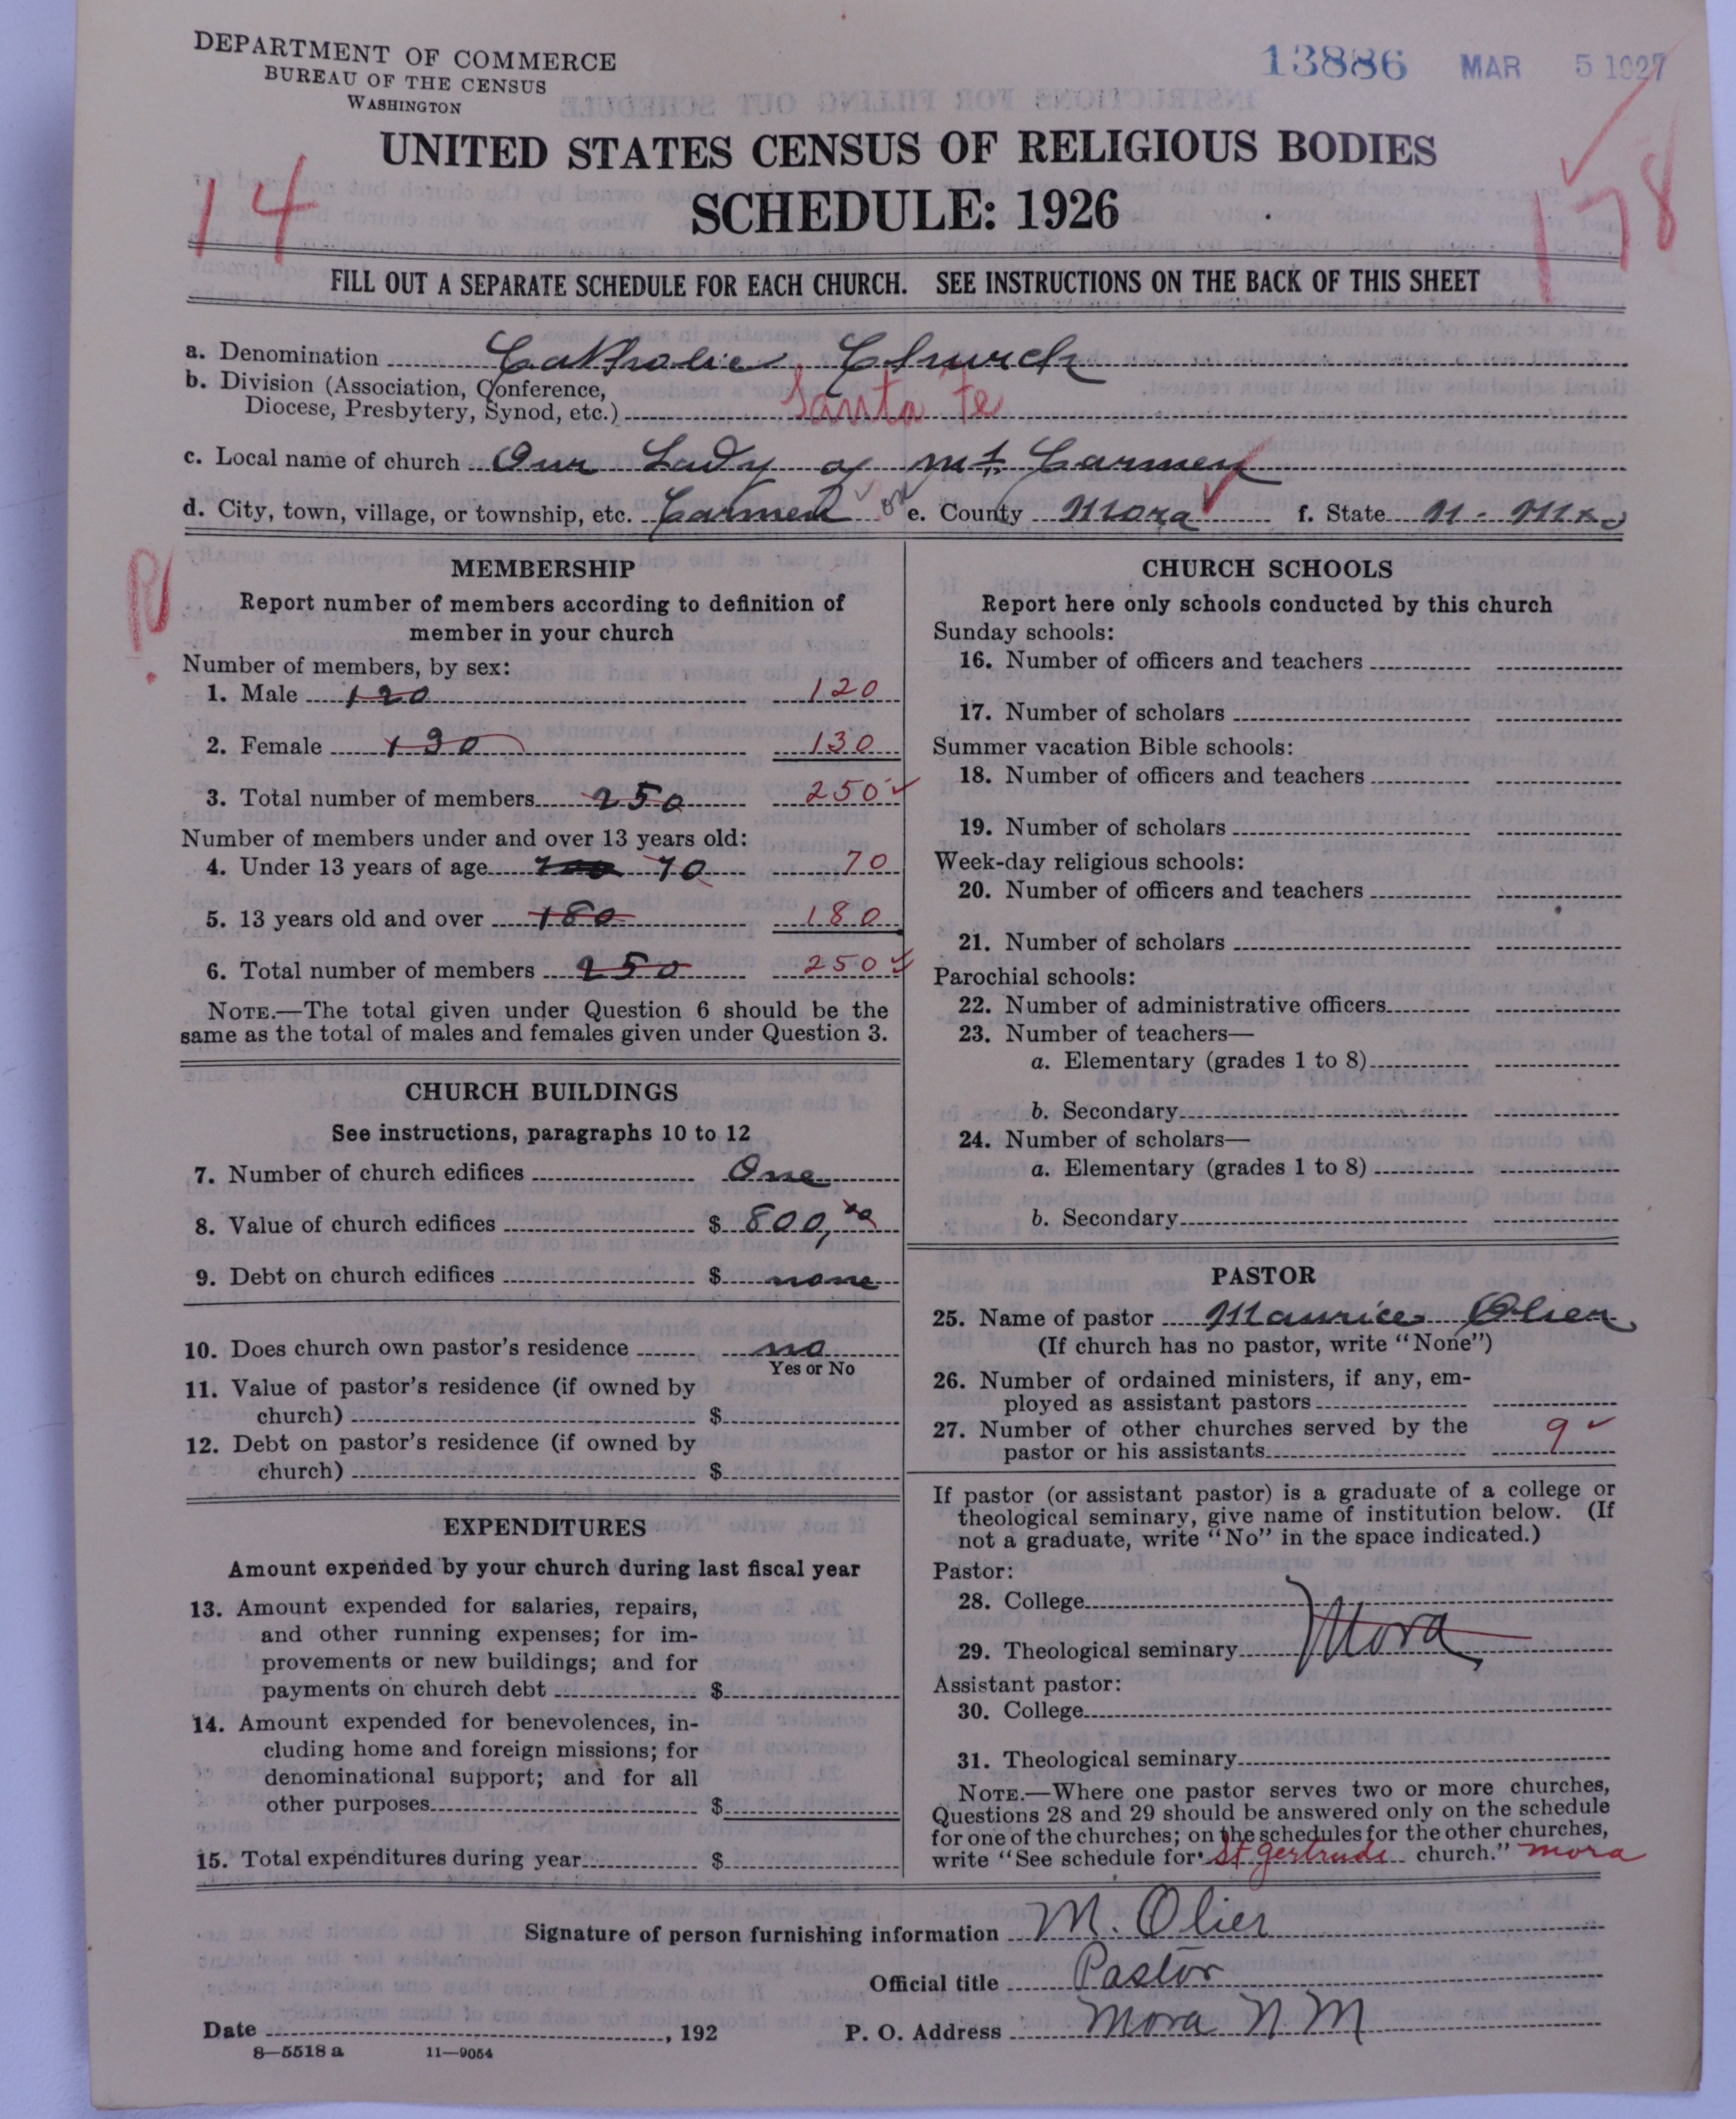 DEPARTMENT OF COMMERCE
BUREAU OF THE CENSUS
WASHINGTON
13886 MAR 5 1927
UNITED STATES CENSUS OF RELIGIOUS BODIES
SCHEDULE: 1926
14
158
FILL OUT A SEPARATE SCHEDULE FOR EACH CHURCH. SEE INSTRUCTIONS ON THE BACK OF THIS SHEET
a. Denomination Catholic Church
b. Division (Association, Conference,
Diocese, Presbytery, Synod, etc.) Santa Fe
c. Local name of church Our Lady of Mt Carmen
d. City, town, village, or township, etc. Carmen e. County Mora f. State N. Mex
MEMBERSHIP
Report number of members according to definition of
member in your church
Number of members, by sex:
1. Male 120 120
2. Female 130 130
3. Total number of members 250 250
Number of members under and over 13 years old:
4. Under 13 years of age 70 70
5. 13 years old and over 180 180
6. Total number of members 250 250
NOTE.—The total given under Question 6 should be the
same as the total of males and females given under Question 3.
CHURCH BUILDINGS
See instructions, paragraphs 10 to 12
7. Number of church edifices One
8. Value of church edifices $ 800,00
9. Debt on church edifices $ none
10. Does church own pastor's residence no
Yes or No
11. Value of pastor's residence (if owned by
church) $
12. Debt on pastor's residence (if owned by
church) $
EXPENDITURES
Amount expended by your church during last fiscal year
13. Amount expended for salaries, repairs,
and other running expenses; for im-
provements or new buildings; and for
payments on church debt $
14. Amount expended for benevolences, in-
cluding home and foreign missions; for
denominational support; and for all
other purposes $
15. Total expenditures during year $
CHURCH SCHOOLS
Report here only schools conducted by this church
Sunday schools:
16. Number of officers and teachers
17. Number of scholars
Summer vacation Bible schools:
18. Number of officers and teachers
19. Number of scholars
Week-day religious schools:
20. Number of officers and teachers
21. Number of scholars
Parochial schools:
22. Number of administrative officers
23. Number of teachers—
a. Elementary (grades 1 to 8)
b. Secondary
24. Number of scholars—
a. Elementary (grades 1 to 8)
b. Secondary
PASTOR
25. Name of pastor Maurice Olier
(If church has no pastor, write "None")
26. Number of ordained ministers, if any, em-
ployed as assistant pastors
27. Number of other churches served by the
pastor or his assistants 9
If pastor (or assistant pastor) is a graduate of a college or
theological seminary, give name of institution below. (If
not a graduate, write "No" in the space indicated.)
Pastor:
28. College
29. Theological seminary Mora
Assistant pastor:
30. College
31. Theological seminary
NOTE.—Where one pastor serves two or more churches,
Questions 28 and 29 should be answered only on the schedule
for one of the churches; on the schedules for the other churches,
write "See schedule for St Gertrude church." Mora
Signature of person furnishing information M. Olier
Official title Pastor
Date , 192 P. O. Address Mora N M
8—5518 a 11—9054